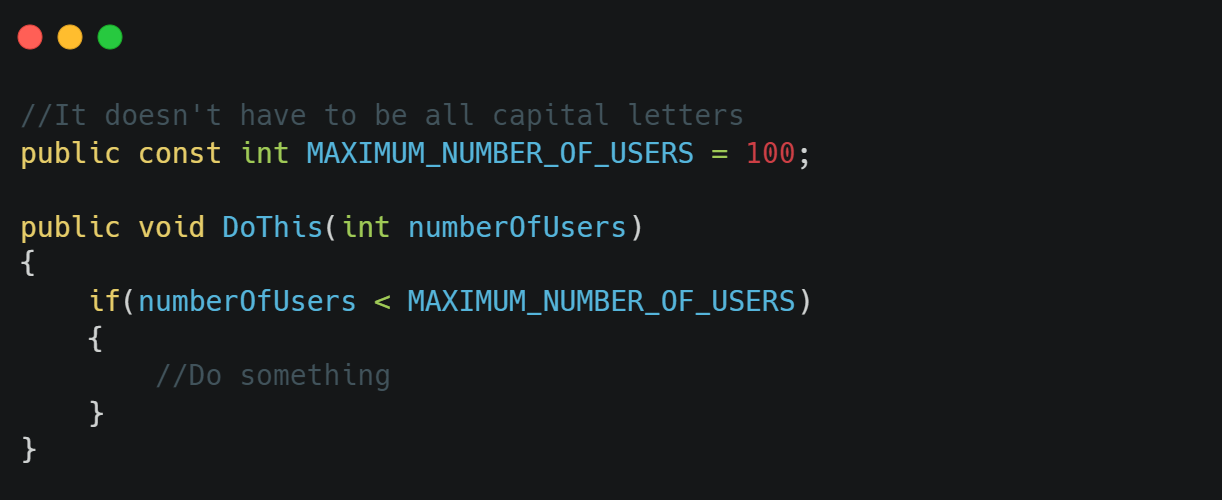 //It doesn't have to be all capital letters
public const int MAXIMUM_NUMBER_OF_USERS = 100;

public void DoThis(int numberOfUsers)
{
    if(numberOfUsers < MAXIMUM_NUMBER_OF_USERS)
    {
        //Do something
    }
}